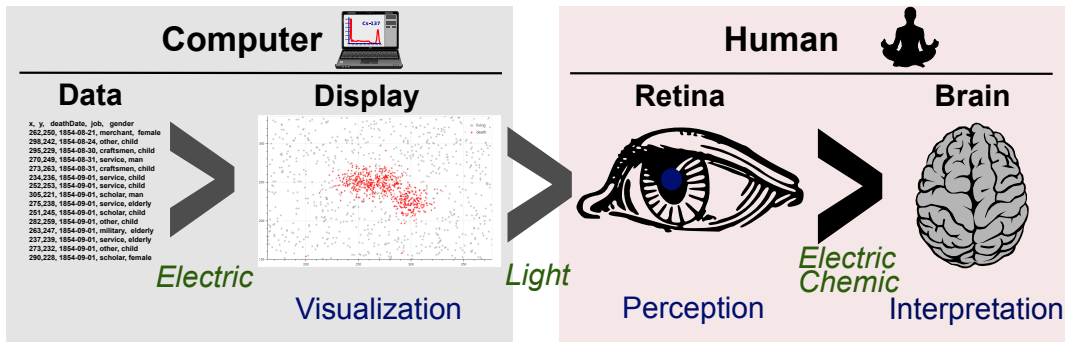 Computer
Cs-137
Human
Data
Display
Retina
Brain
x, y, deathDate, job, gender
262,250, 1854-08-21, merchant, female
298,242, 1854-08-24, other, child
295,229, 1854-08-30, craftsmen, child
270,249, 1854-08-31, service, man
273,263, 1854-08-31, craftsmen, child
234,236, 1854-09-01, service, child
252,253, 1854-09-01, service, child
305,221, 1854-09-01, scholar, man
275,238, 1854-09-01, service, elderly
251,245, 1854-09-01, scholar, child
282,259, 1854-09-01, other, child
263,247, 1854-09-01, military, elderly
237,239, 1854-09-01, service, elderly
273,232, 1854-09-01, other, child
290,228, 1854-09-01, scholar, female
living
death
Electric
Light
Electric
Chemic
Visualization
Perception
Interpretation